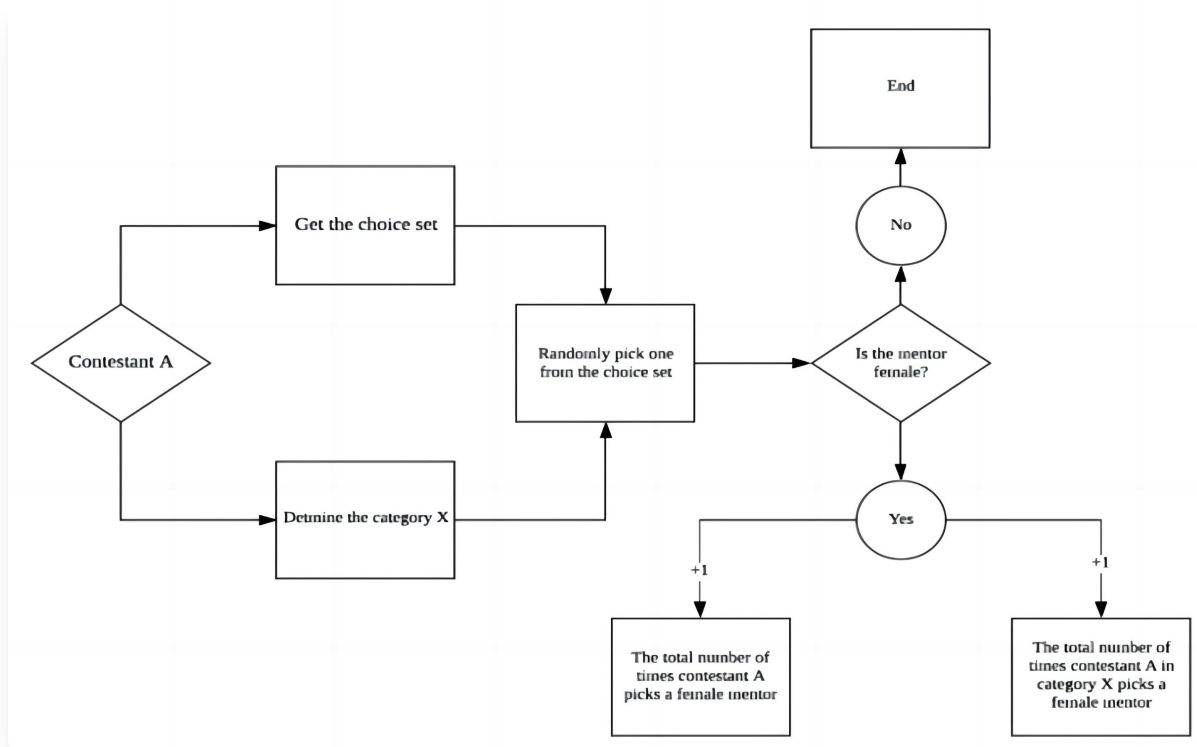 End
Get the choice set
No
Contestant A
Randomly pick one
from the choice set
Is the mentor
female?
Detmine the category X
Yes
+1
+1
The total number of
times contestant A
picks a female mentor
The total number of
times contestant A in
category X picks a
female mentor